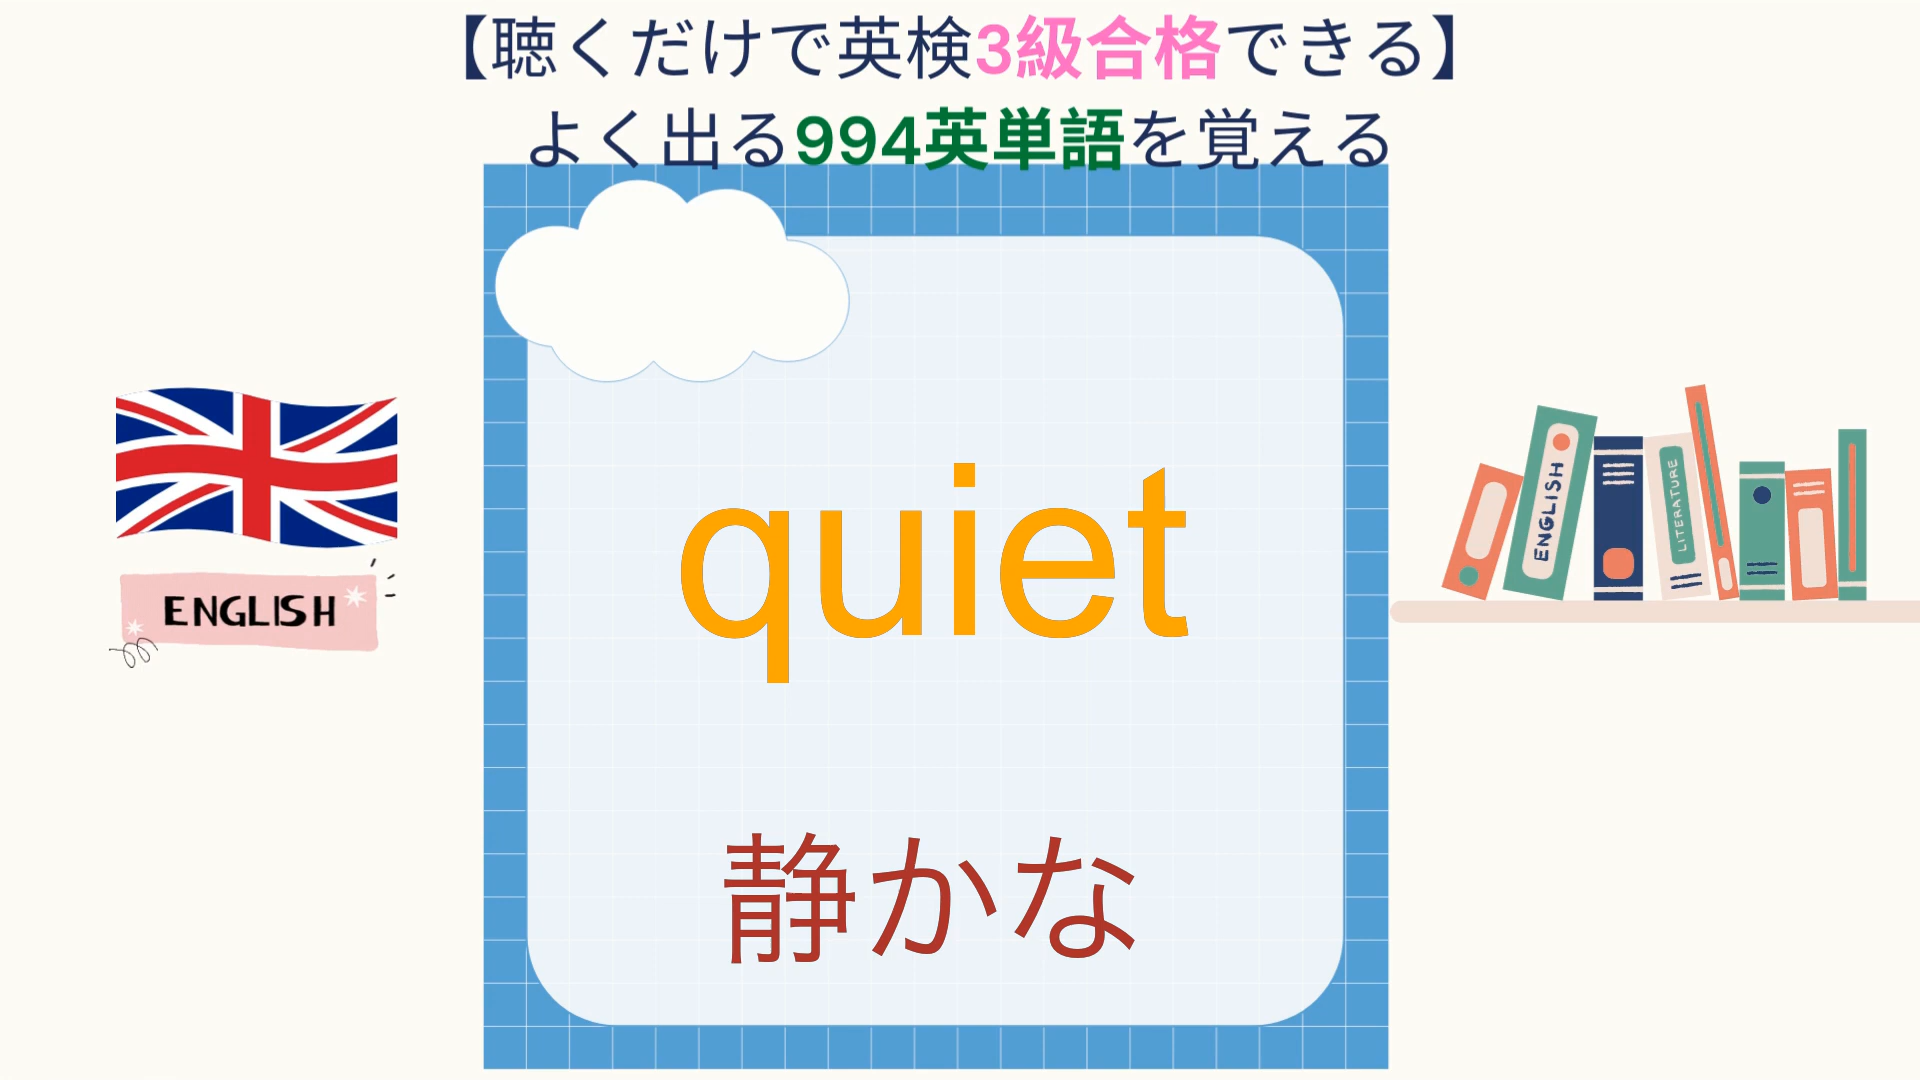 【聴くだけで英検3級合格できる】
よく出る994英単語を覚える
quiet
静かな
ENGLISH
ENGLISH
LITERATURE